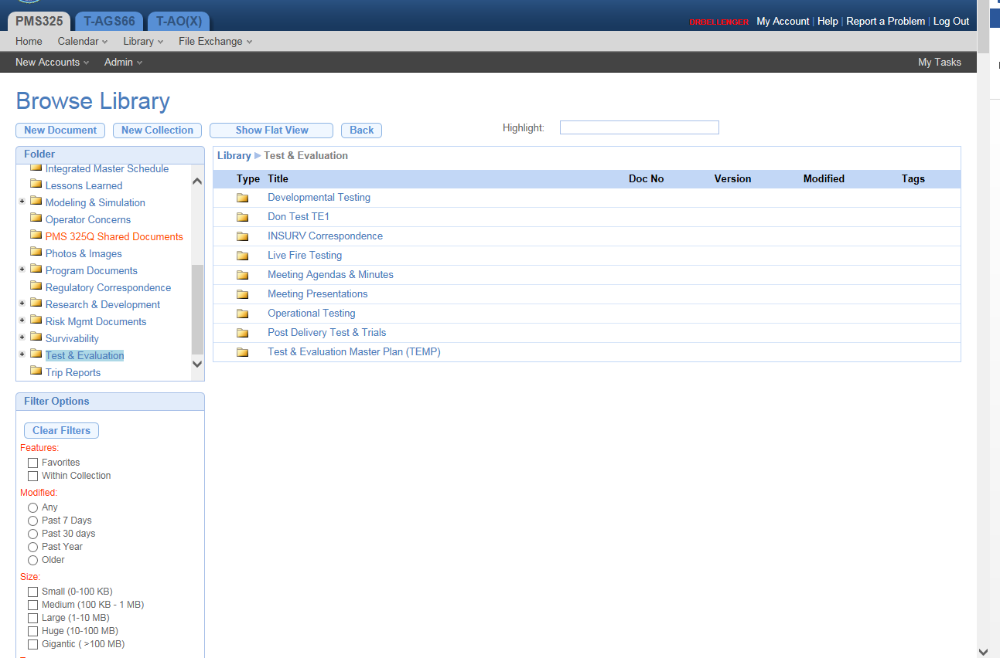 PMS325 T-AGS66 T-AO(X) DRBELLENGER My Account | Help | Report a Problem | Log Out
Home Calendar Library File Exchange
New Accounts Admin My Tasks
Browse Library
New Document New Collection Show Flat View Back Highlight:
Folder
Integrated Master Schedule
Lessons Learned
Modeling & Simulation
Operator Concerns
PMS 325Q Shared Documents
Photos & Images
Program Documents
Regulatory Correspondence
Research & Development
Risk Mgmt Documents
Survivability
Test & Evaluation
Trip Reports
Library Test & Evaluation
Type Title Doc No Version Modified Tags
Developmental Testing
Don Test TE1
INSURV Correspondence
Live Fire Testing
Meeting Agendas & Minutes
Meeting Presentations
Operational Testing
Post Delivery Test & Trials
Test & Evaluation Master Plan (TEMP)
Filter Options
Clear Filters
Features:
Favorites
Within Collection
Modified:
Any
Past 7 Days
Past 30 days
Past Year
Older
Size:
Small (0-100 KB)
Medium (100 KB - 1 MB)
Large (1-10 MB)
Huge (10-100 MB)
Gigantic ( >100 MB)